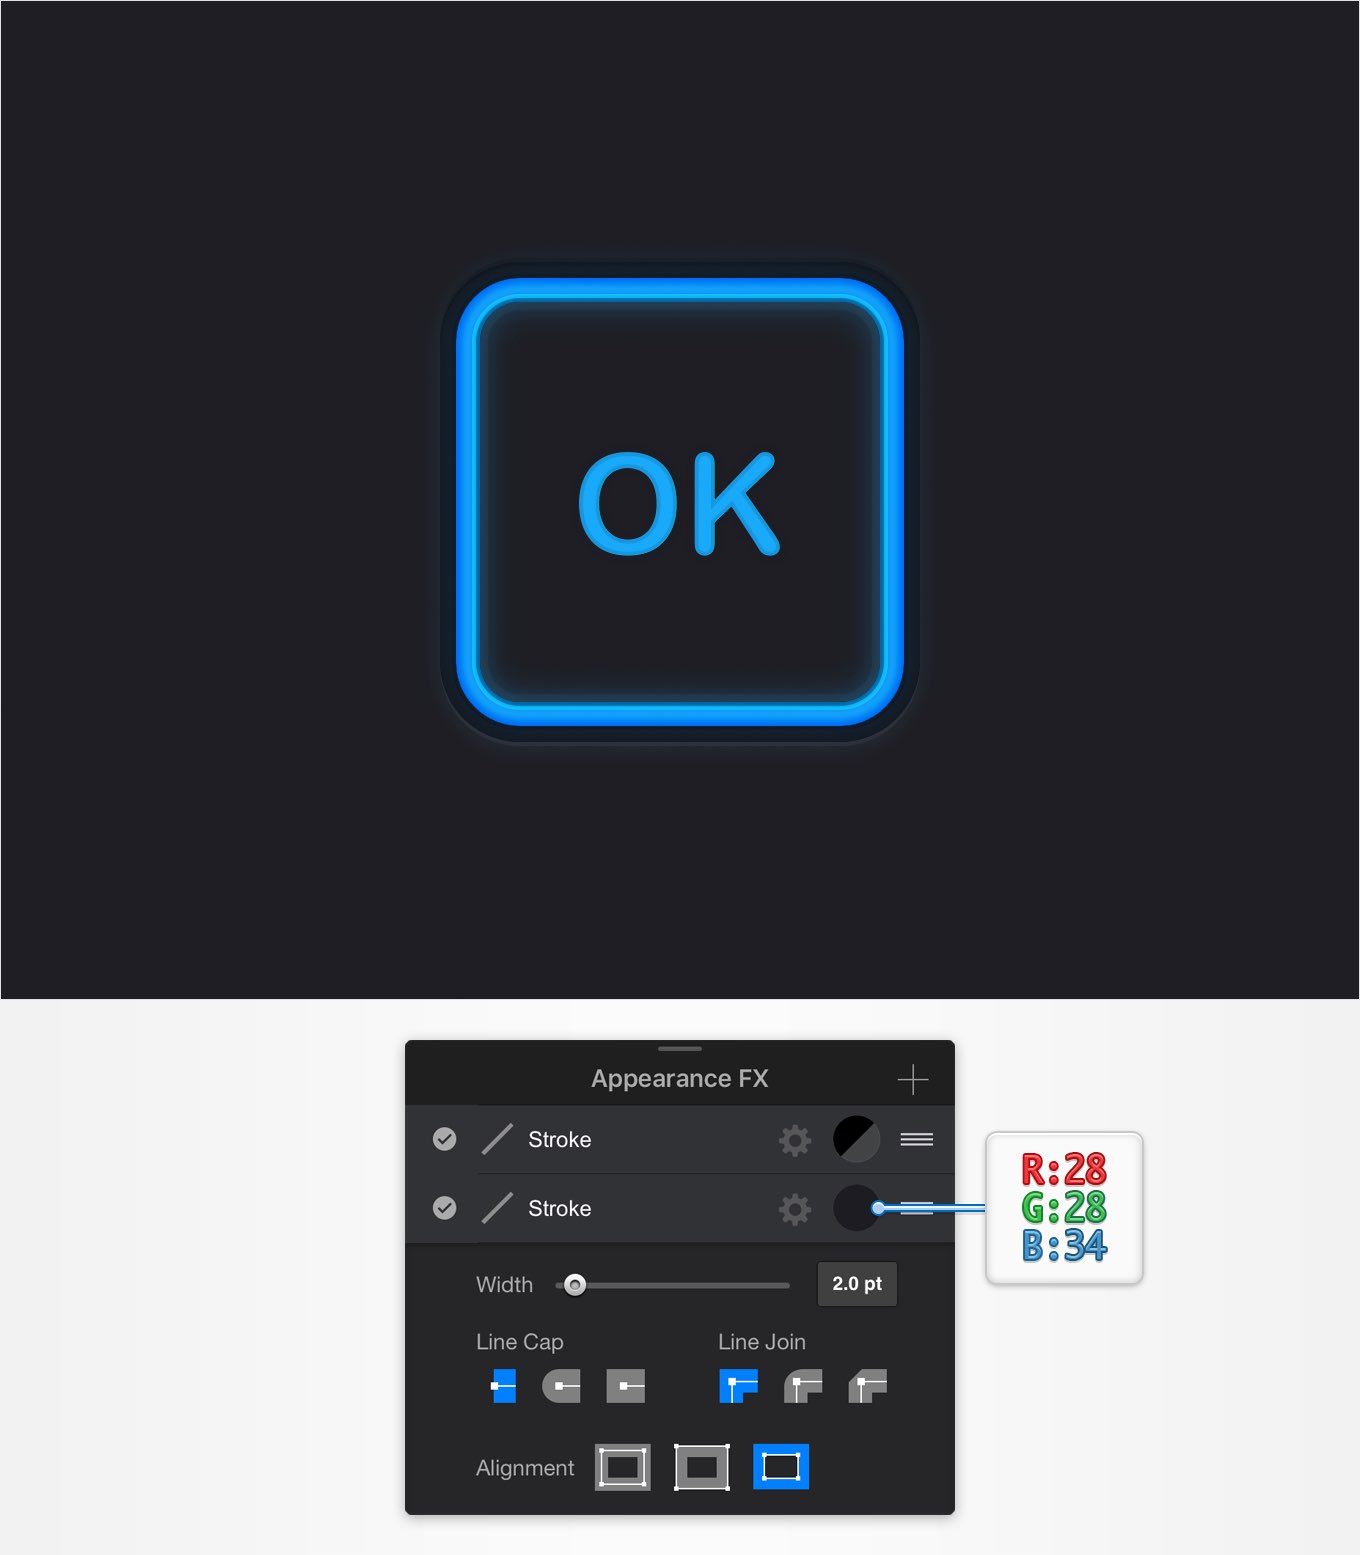 OK
Appearance FX
Stroke
Stroke
R:28
G:28
B:34
Width 2.0 pt
Line Cap Line Join
Alignment